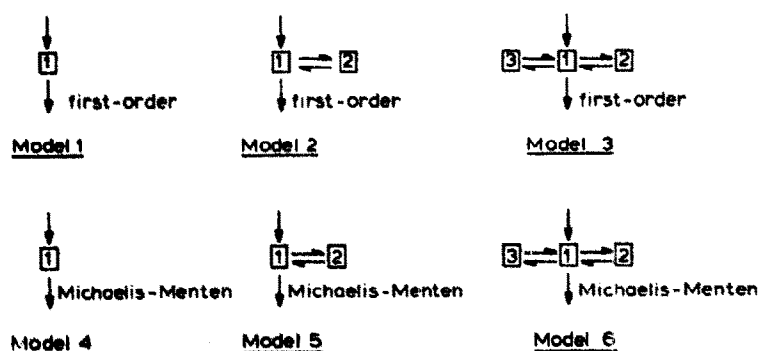 1 1 2 3 1 2
first-order first-order first-order
Model 1 Model 2 Model 3
1 1 2 3 1 2
Michaelis-Menten Michaelis-Menten Michaelis-Menten
Model 4 Model 5 Model 6